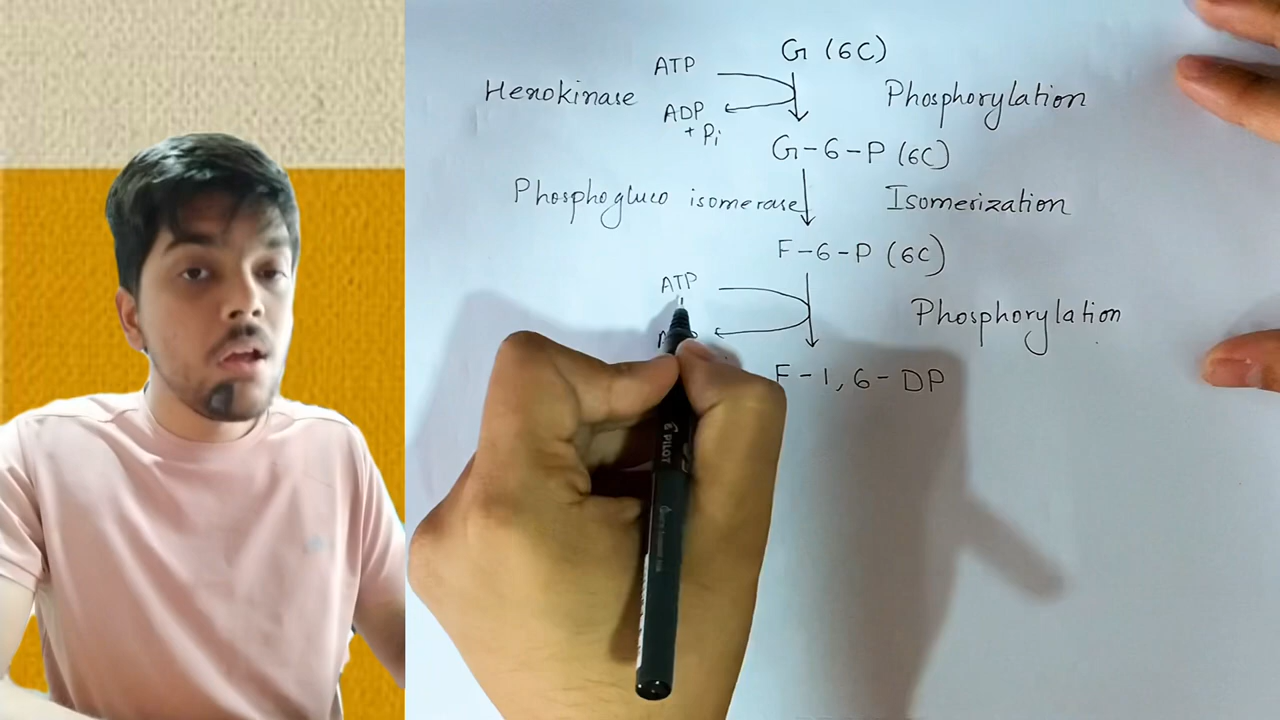 G (6C)
ATP
Hexokinase
Phosphorylation
ADP
+ Pi
G-6-P (6C)
Phosphogluco isomerase
Isomerization
F-6-P (6C)
ATP
Phosphorylation
F-1,6-DP
PILOT